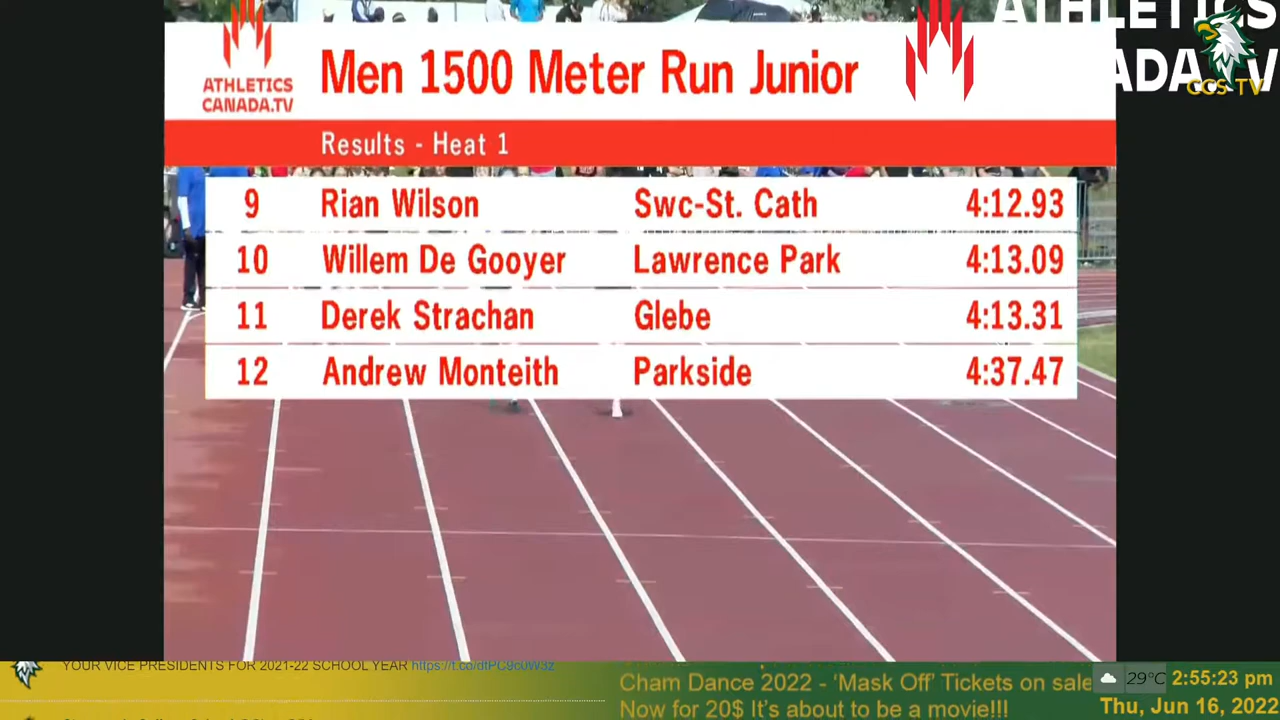 ATHLETICS
CANADA.TV
Men 1500 Meter Run Junior
ATHLETICS
ADA.TV
CCS TV
Results - Heat 1
9 Rian Wilson Swc-St. Cath 4:12.93
10 Willem De Gooyer Lawrence Park 4:13.09
11 Derek Strachan Glebe 4:13.31
12 Andrew Monteith Parkside 4:37.47
YOUR VICE PRESIDENTS FOR 2021-22 SCHOOL YEAR
Cham Dance 2022 - ‘Mask Off’ Tickets on sale
Now for 20$ It's about to be a movie!!!
29°C 2:55:23 pm
Thu, Jun 16, 2022